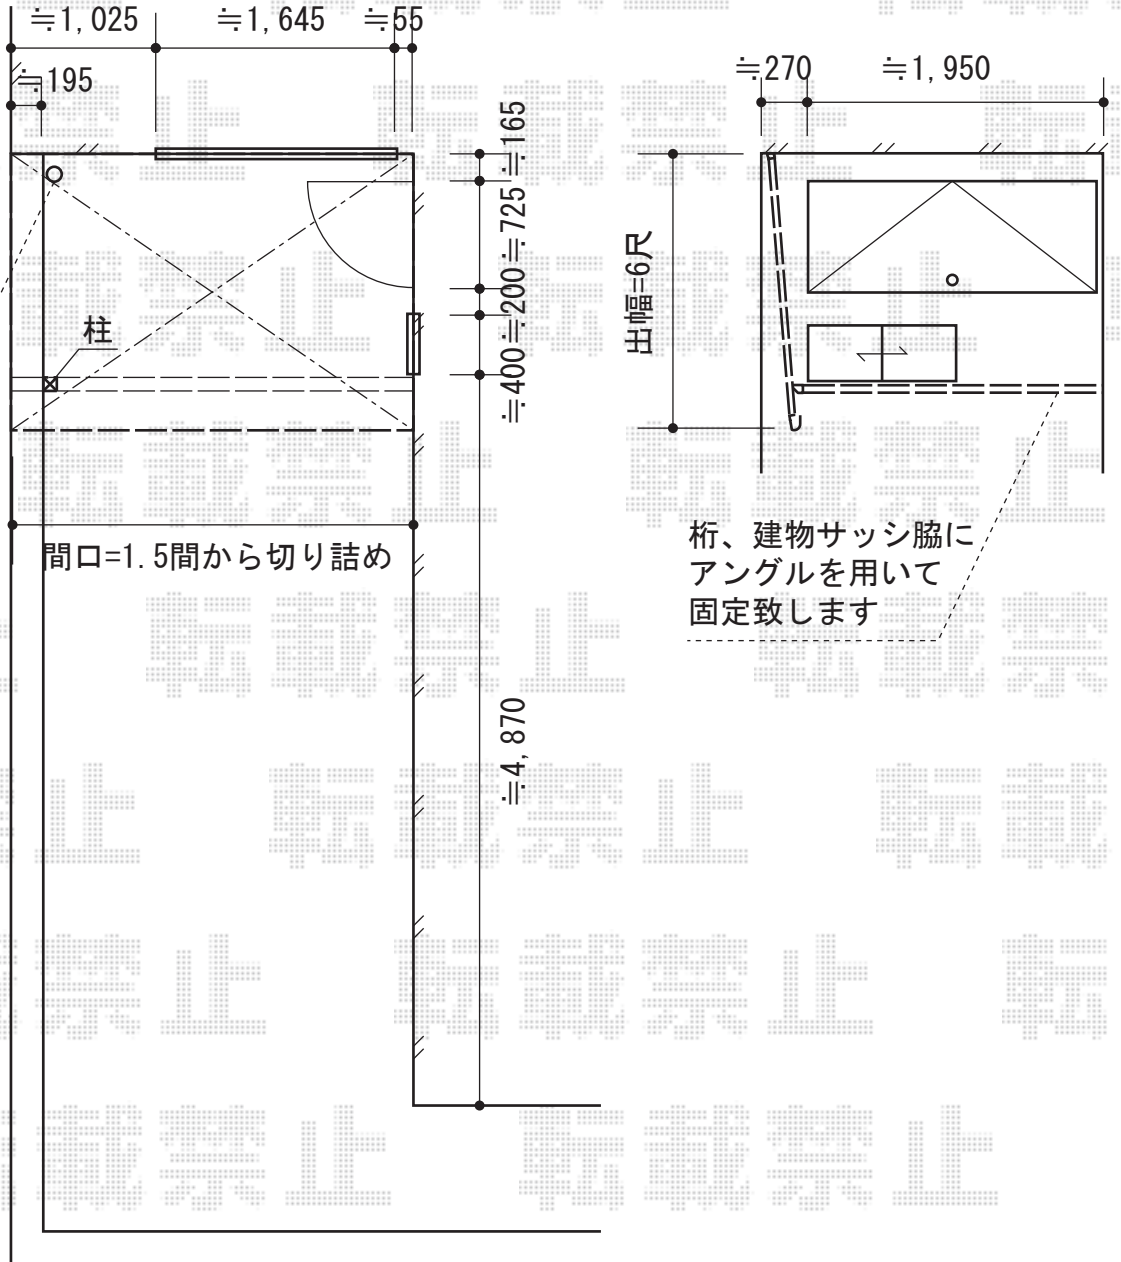 ≒1,025
≒1,645
≒55
≒195
≒165
≒725
≒200
≒400
≒4,870
柱
間口=1.5間から切り詰め
≒270
≒1,950
出幅=6尺
桁、建物サッシ脇に
アングルを用いて
固定致します
転載禁止